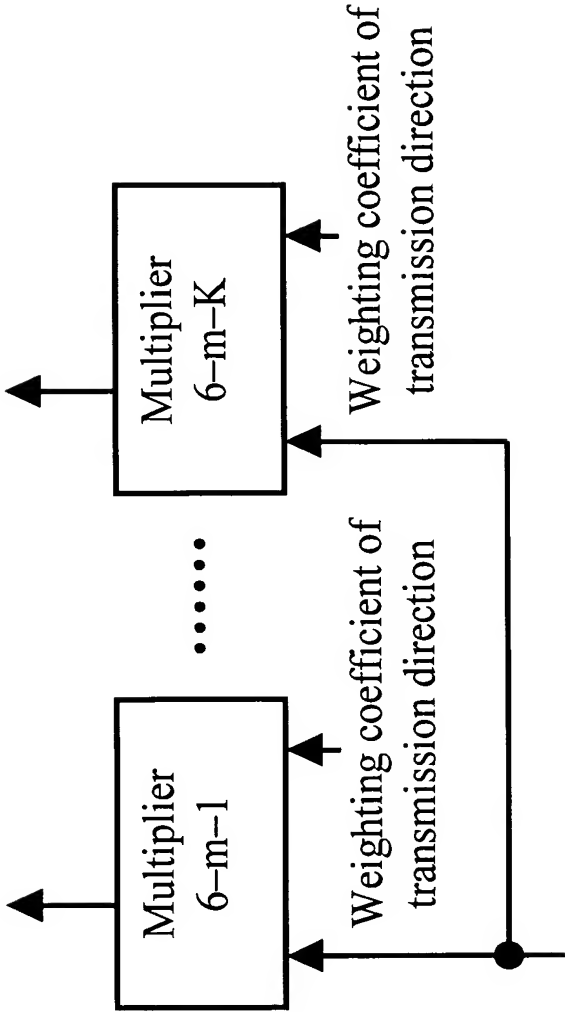 Multiplier
6–m–1
Weighting coefficient of
transmission direction
......
Multiplier
6–m–K
Weighting coefficient of
transmission direction